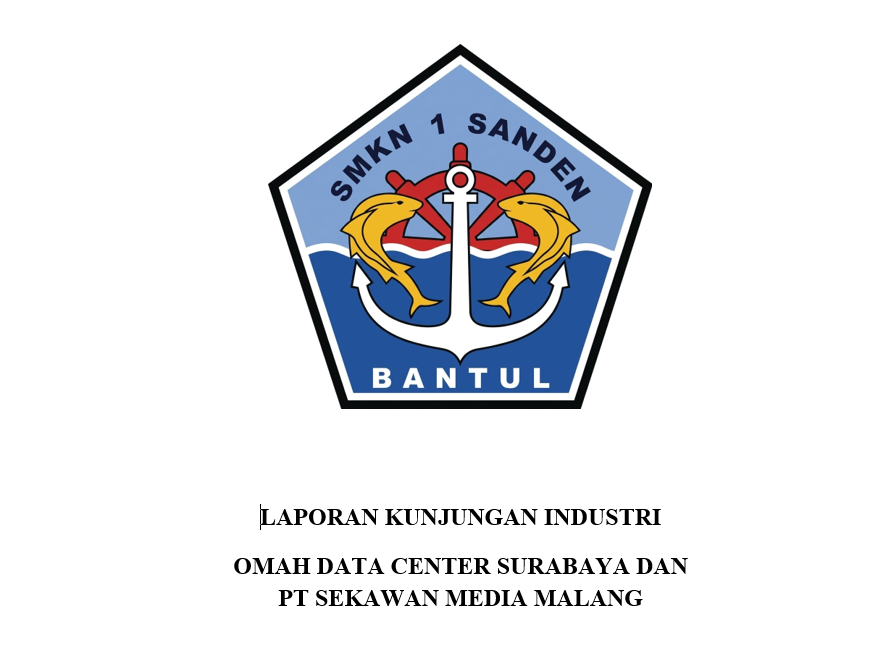 SMKN 1 SANDEN
BANTUL
LAPORAN KUNJUNGAN INDUSTRI
OMAH DATA CENTER SURABAYA DAN
PT SEKAWAN MEDIA MALANG